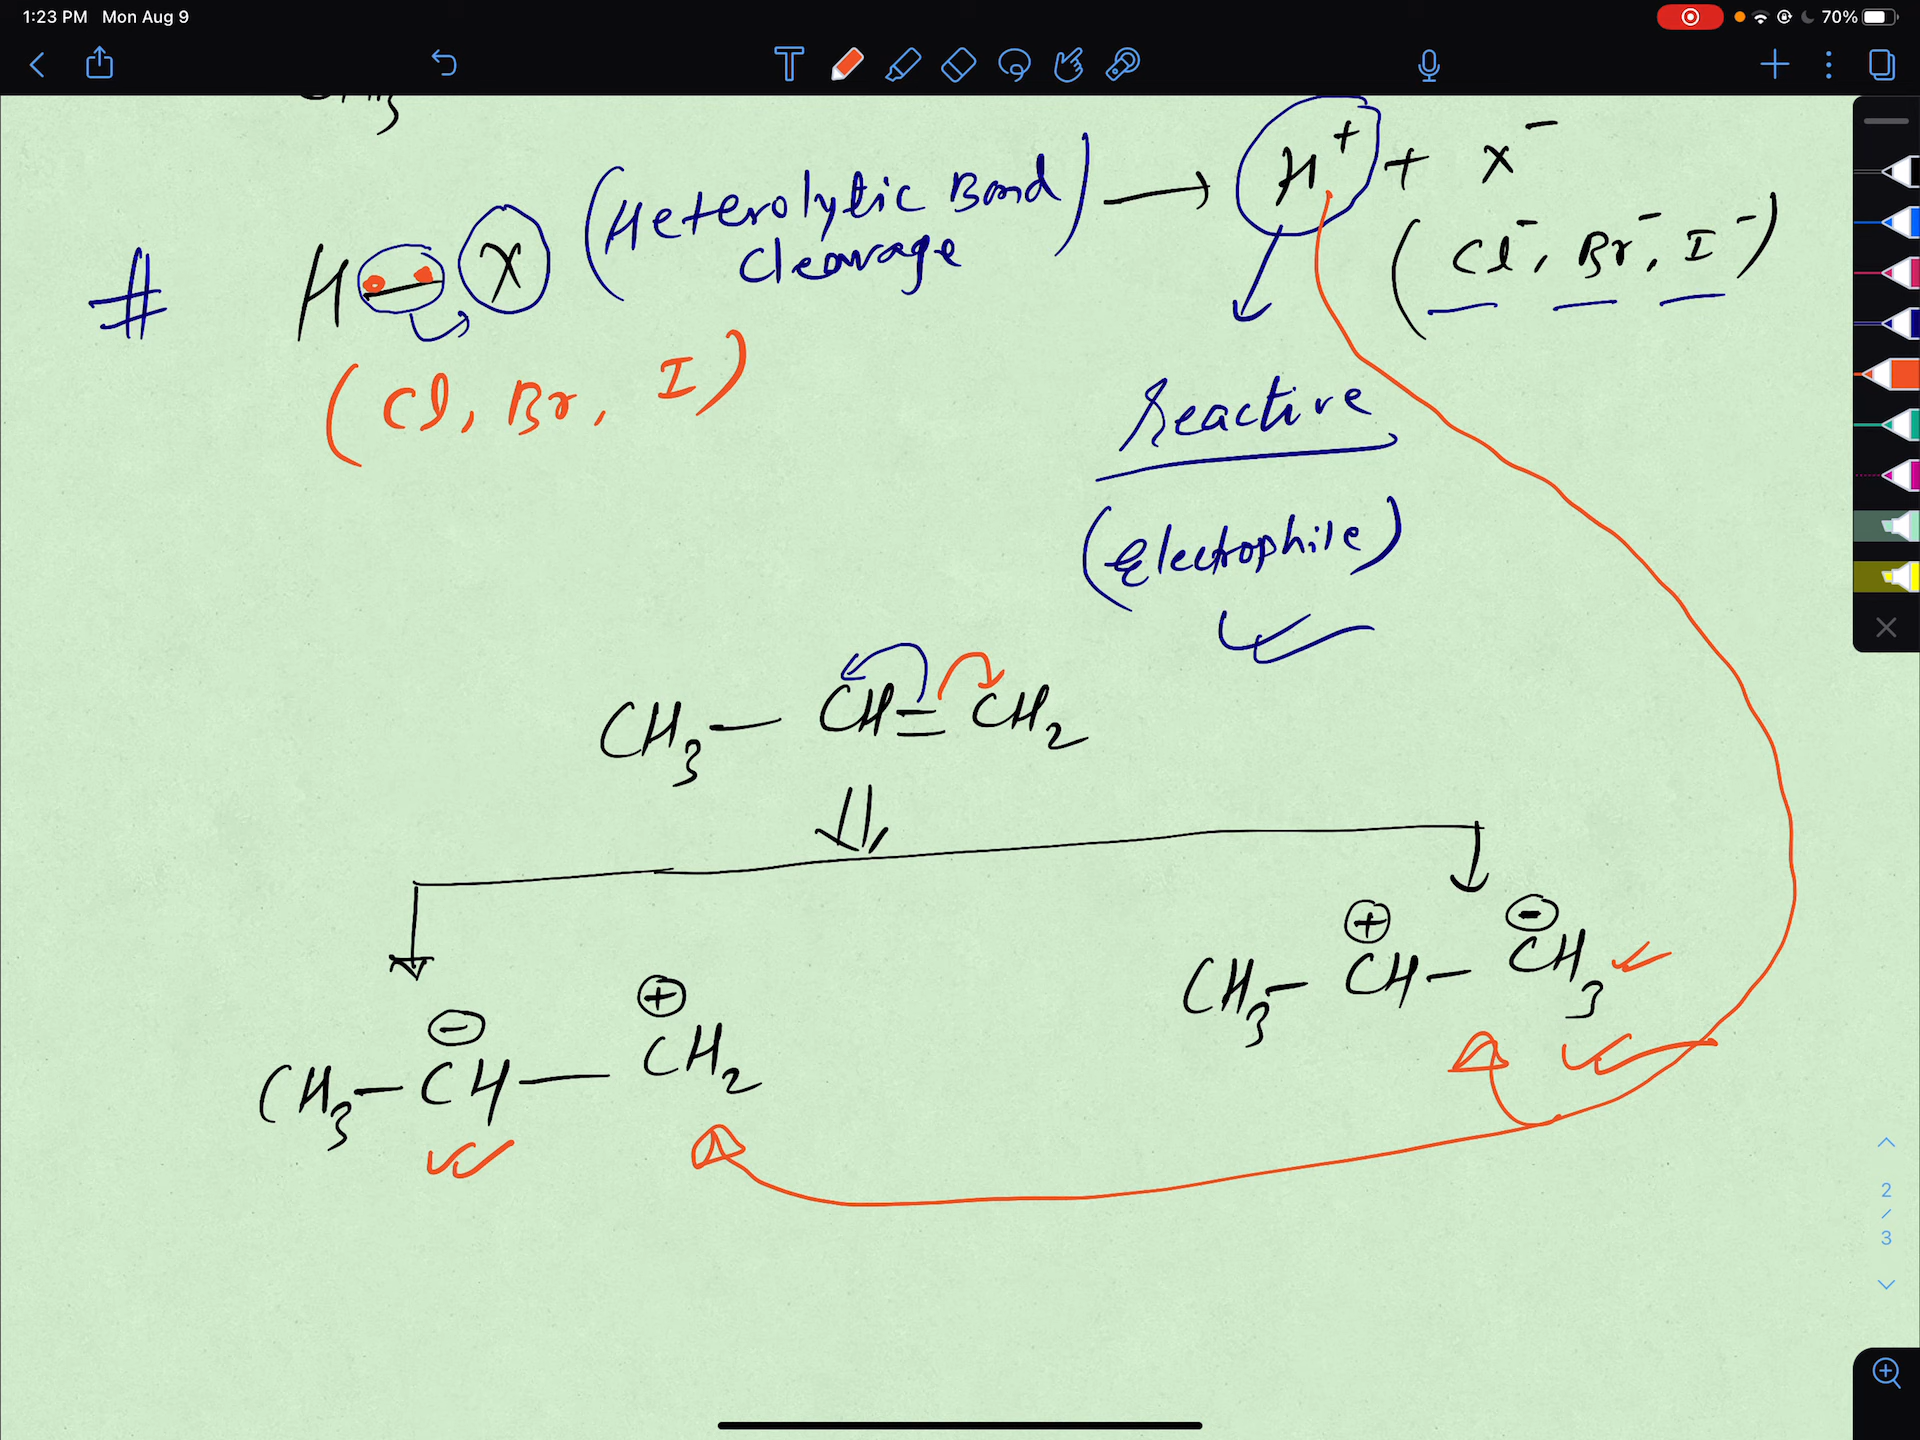 1:23 PM Mon Aug 9
70%
T
H⁺ + X⁻
# H — X (Heterolytic Bond Cleavage) →
(Cl⁻, Br⁻, I⁻)
(Cl, Br, I)
Reactive
(Electrophile)
CH₃ — CH = CH₂
⊕ ⊖
CH₃ — CH — CH₃
⊖ ⊕
CH₃ — CH — CH₂
2
/
3